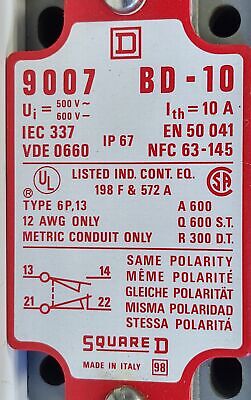 D
9007 BD-10
Ui = 500 V ~ 600 V - Ith = 10 A
IEC 337 EN 50 041
VDE 0660 IP 67 NFC 63-145
UL ® LISTED IND. CONT. EQ. SA
198 F & 572 A
TYPE 6P,13 A 600
12 AWG ONLY Q 600 S.T.
METRIC CONDUIT ONLY R 300 D.T.
13 14 SAME POLARITY
MÊME POLARITÉ
21 22 GLEICHE POLARITÄT
MISMA POLARIDAD
STESSA POLARITÁ
SQUARE D
MADE IN ITALY 98